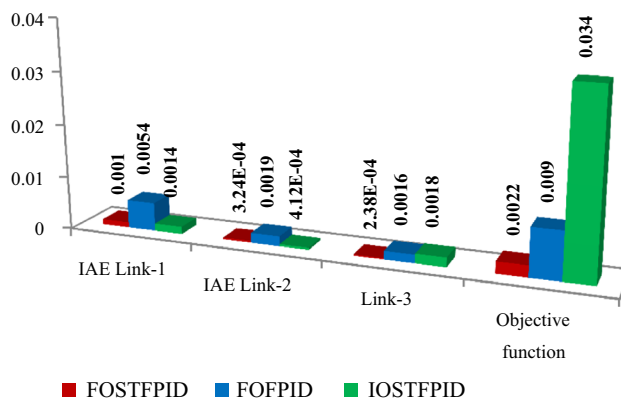 0.04
0.03
0.02
0.01
0
0.001
0.0054
0.0014
3.24E-04
0.0019
4.12E-04
2.38E-04
0.0016
0.0018
0.0022
0.009
0.034
IAE Link-1
IAE Link-2
Link-3
Objective
function
FOSTFPID FOFPID IOSTFPID